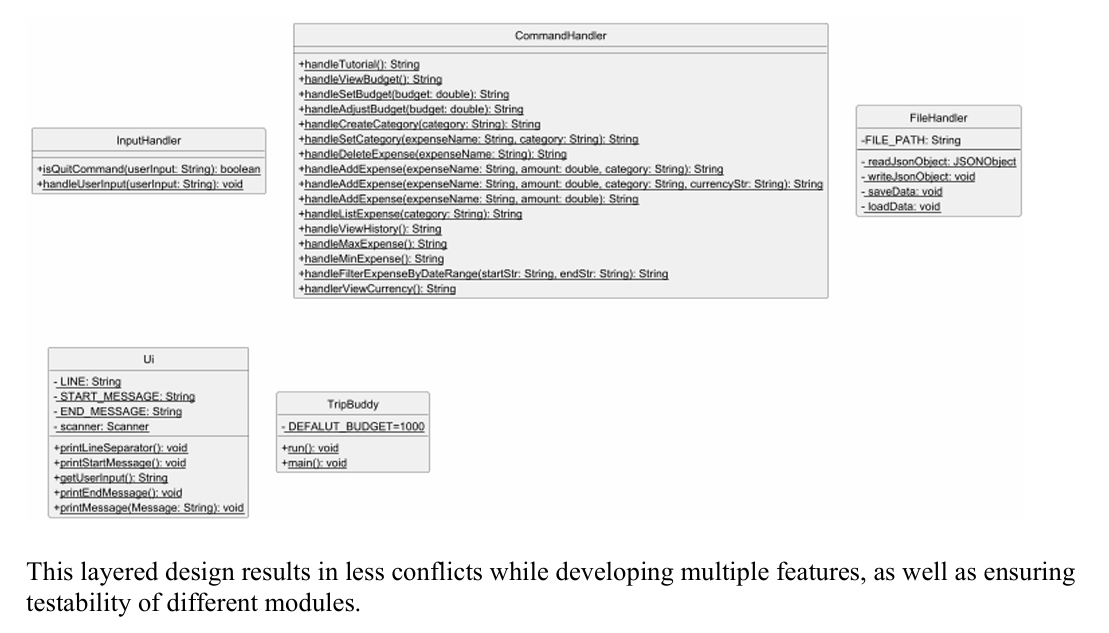 CommandHandler
+handleTutorial(): String
+handleViewBudget(): String
+handleSetBudget(budget: double): String
+handleAdjustBudget(budget: double): String
+handleCreateCategory(category: String): String
+handleSetCategory(expenseName: String, category: String): String
+handleDeleteExpense(expenseName: String): String
+handleAddExpense(expenseName: String, amount: double, category: String): String
+handleAddExpense(expenseName: String, amount: double, category: String, currencyStr: String): String
+handleAddExpense(expenseName: String, amount: double): String
+handleListExpense(category: String): String
+handleViewHistory(): String
+handleMaxExpense(): String
+handleMinExpense(): String
+handleFilterExpenseByDateRange(startStr: String, endStr: String): String
+handlerViewCurrency(): String
InputHandler
+isQuitCommand(userInput: String): boolean
+handleUserInput(userInput: String): void
FileHandler
-FILE_PATH: String
- readJsonObject: JSONObject
- writeJsonObject: void
- saveData: void
- loadData: void
Ui
- LINE: String
- START_MESSAGE: String
- END_MESSAGE: String
- scanner: Scanner
+printLineSeparator(): void
+printStartMessage(): void
+getUserInput(): String
+printEndMessage(): void
+printMessage(Message: String): void
TripBuddy
- DEFALUT_BUDGET=1000
+run(): void
+main(): void
This layered design results in less conflicts while developing multiple features, as well as ensuring
testability of different modules.